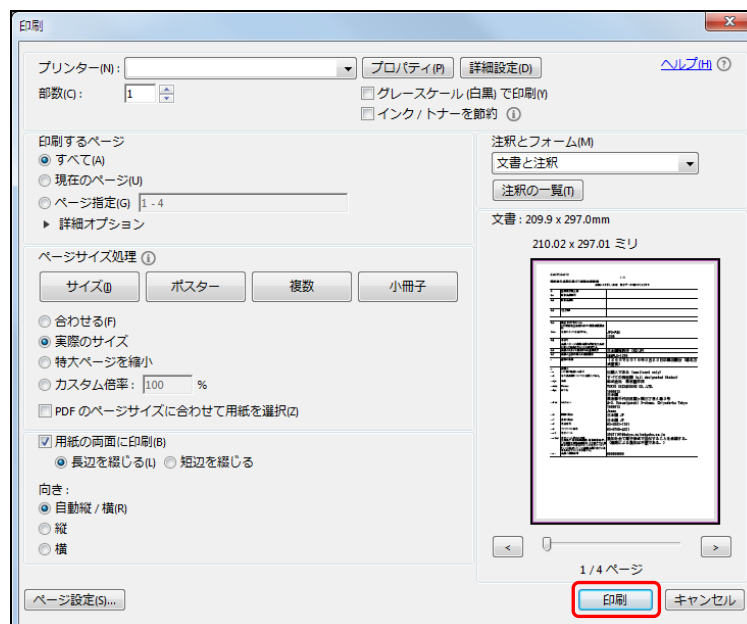 印刷
プリンター(N): プロパティ(P) 詳細設定(D) ヘルプ(H)
部数(C): 1 グレースケール (白黒) で印刷(Y)
インク / トナーを節約
印刷するページ
すべて(A)
現在のページ(U)
ページ指定(G) 1 - 4
詳細オプション
ページサイズ処理
サイズ(I) ポスター 複数 小冊子
合わせる(F)
実際のサイズ
特大ページを縮小
カスタム倍率: 100 %
PDF のページサイズに合わせて用紙を選択(Z)
用紙の両面に印刷(B)
長辺を綴じる(L) 短辺を綴じる
向き:
自動縦 / 横(R)
縦
横
注釈とフォーム(M)
文書と注釈
注釈の一覧(T)
文書: 209.9 x 297.0mm
210.02 x 297.01 ミリ
< >
1 / 4 ページ
ページ設定(S)... 印刷 キャンセル